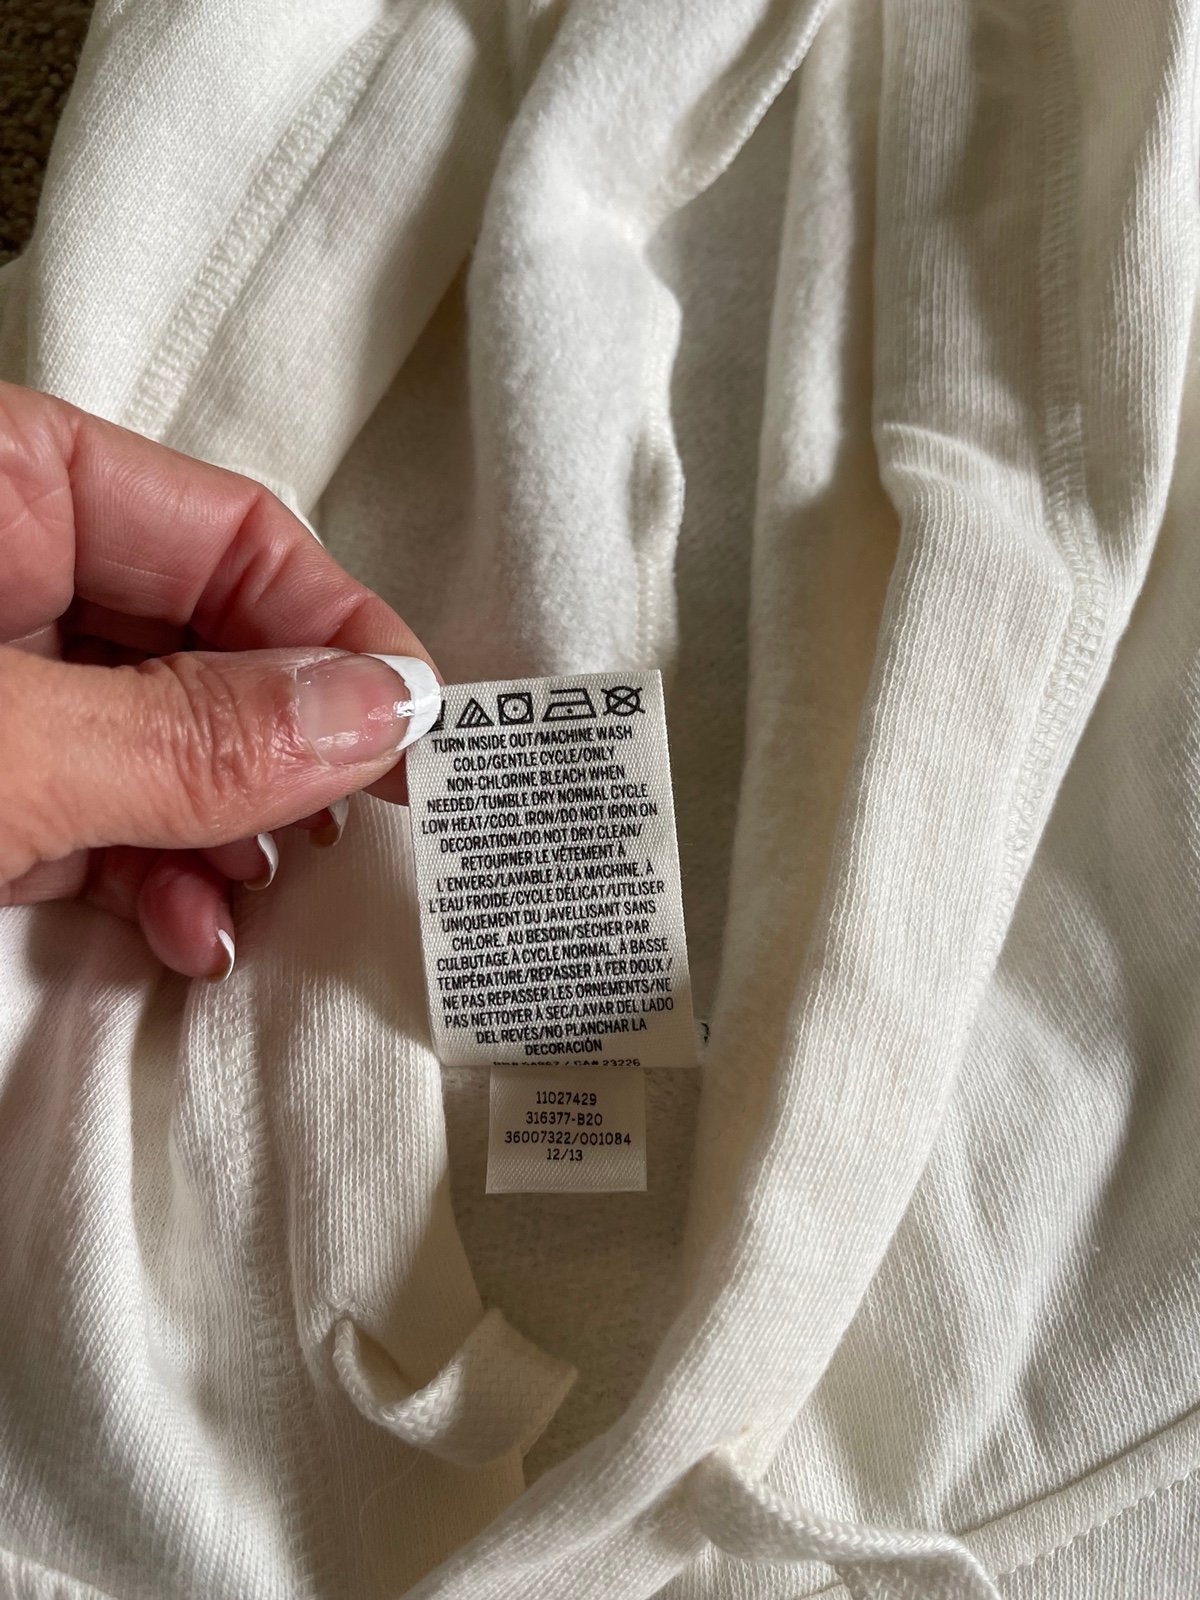 TURN INSIDE OUT/MACHINE WASH
COLD/GENTLE CYCLE/ONLY
NON-CHLORINE BLEACH WHEN
NEEDED/TUMBLE DRY NORMAL CYCLE
LOW HEAT/COOL IRON/DO NOT IRON ON
DECORATION/DO NOT DRY CLEAN/
RETOURNER LE VÊTEMENT À
L'ENVERS/LAVABLE À LA MACHINE, À
L'EAU FROIDE/CYCLE DÉLICAT/UTILISER
UNIQUEMENT DU JAVELLISANT SANS
CHLORE, AU BESOIN/SÉCHER PAR
CULBUTAGE À CYCLE NORMAL, À BASSE
TEMPÉRATURE/REPASSER À FER DOUX/
NE PAS REPASSER LES ORNEMENTS/NE
PAS NETTOYER À SEC/LAVAR DEL LADO
DEL REVÉS/NO PLANCHAR LA
DECORACIÓN
/ CA# 23226
11027429
316377-B20
36007322/001084
12/13